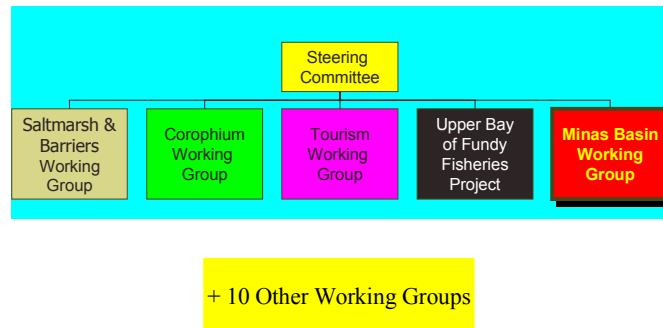 Steering
Committee
Saltmarsh &
Barriers
Working
Group
Corophium
Working
Group
Tourism
Working
Group
Upper Bay
of Fundy
Fisheries
Project
Minas Basin
Working
Group
+ 10 Other Working Groups